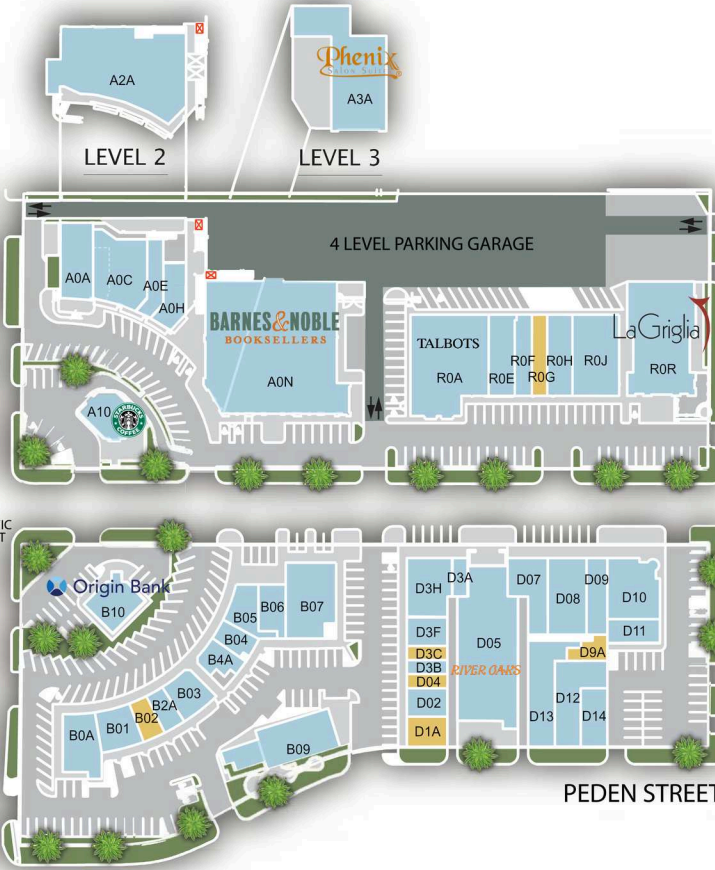 Phenix
Salon Suites
A2A
A3A
LEVEL 2
LEVEL 3
4 LEVEL PARKING GARAGE
A0A
A0C
A0E
A0H
BARNES&NOBLE
BOOKSELLERS
A0N
TALBOTS
R0A
R0E
R0F
R0G
R0H
R0J
LaGriglia
R0R
A10
STARBUCKS
COFFEE
IC
T
Origin Bank
B10
B05
B06
B07
B04
B4A
B03
B2A
B02
B01
B0A
B09
D3H
D3A
D07
D08
D09
D10
D3F
D11
D3C
D05
D9A
D3B
RIVER OAKS
D04
D02
D12
D13
D14
D1A
PEDEN STREET